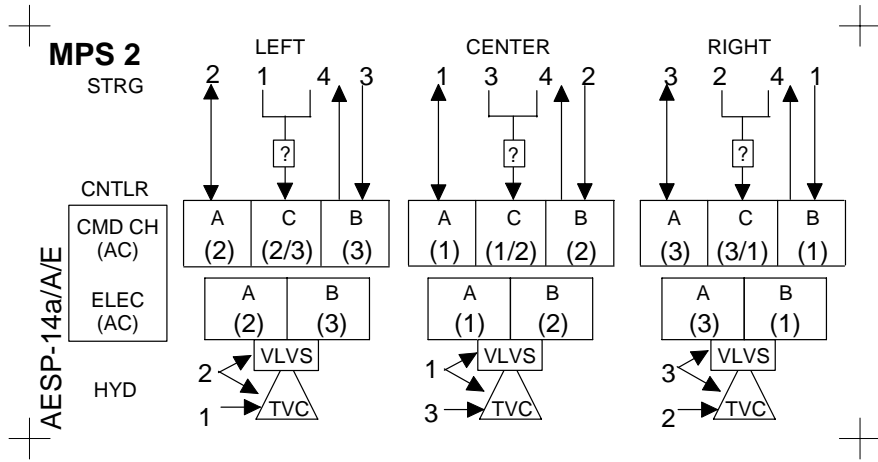 MPS 2
LEFT CENTER RIGHT
STRG
2 1 4 3 1 3 4 2 3 2 4 1
? ? ?
CNTLR
CMD CH A C B A C B A C B
(AC) (2) (2/3) (3) (1) (1/2) (2) (3) (3/1) (1)
ELEC A B A B A B
(AC) (2) (3) (1) (2) (3) (1)
VLVS VLVS VLVS
2 1 3
HYD
1 TVC 3 TVC 2 TVC
AESP-14a/A/E